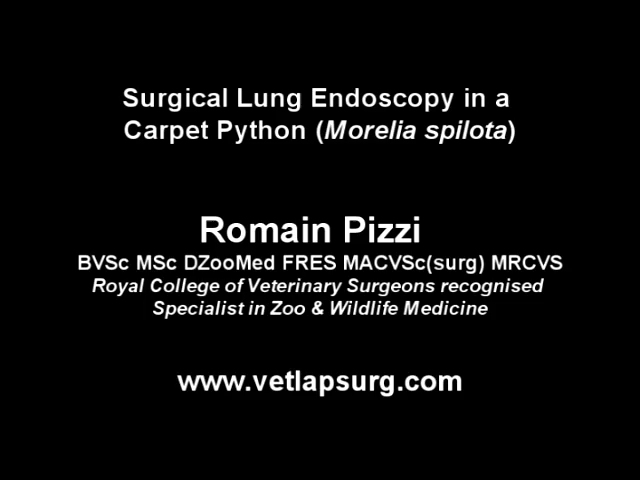 Surgical Lung Endoscopy in a
Carpet Python (Morelia spilota)
Romain Pizzi
BVSc MSc DZooMed FRES MACVSc(surg) MRCVS
Royal College of Veterinary Surgeons recognised
Specialist in Zoo & Wildlife Medicine
www.vetlapsurg.com